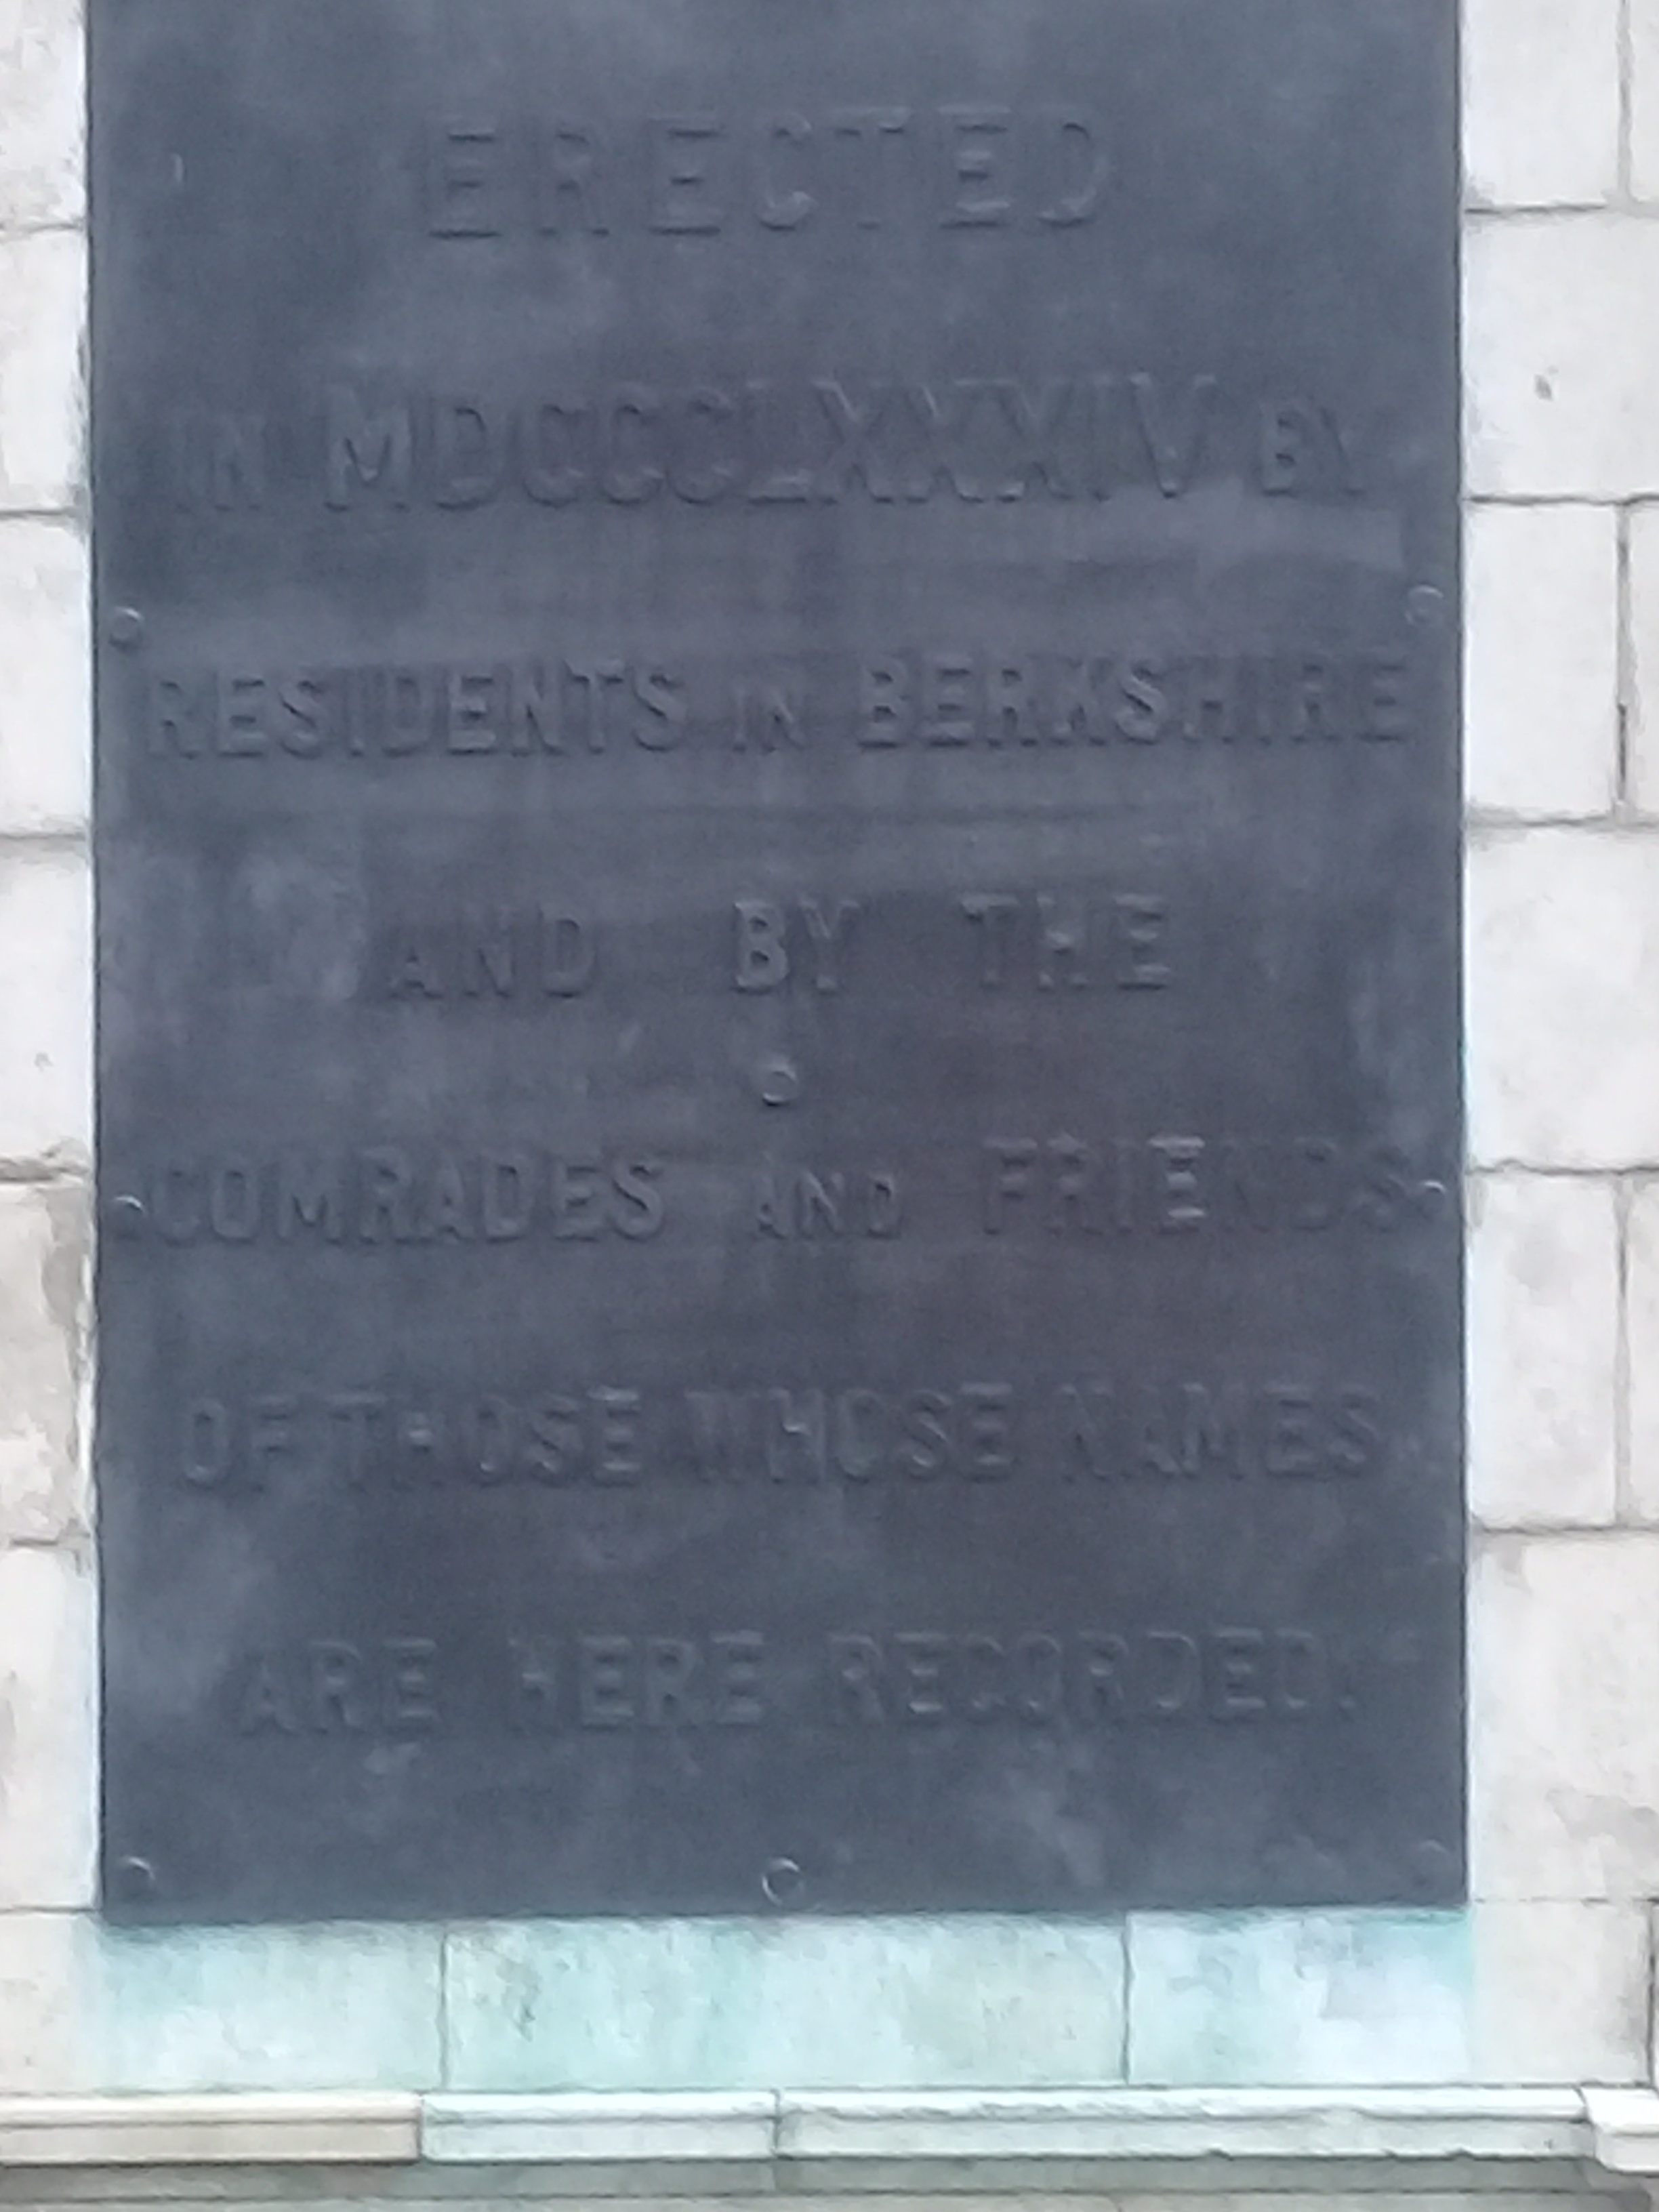 ERECTED
IN MDCCCLXXXIV BY
RESIDENTS IN BERKSHIRE
AND BY THE
COMRADES AND FRIENDS
OF THOSE WHOSE NAMES
ARE HERE RECORDED.